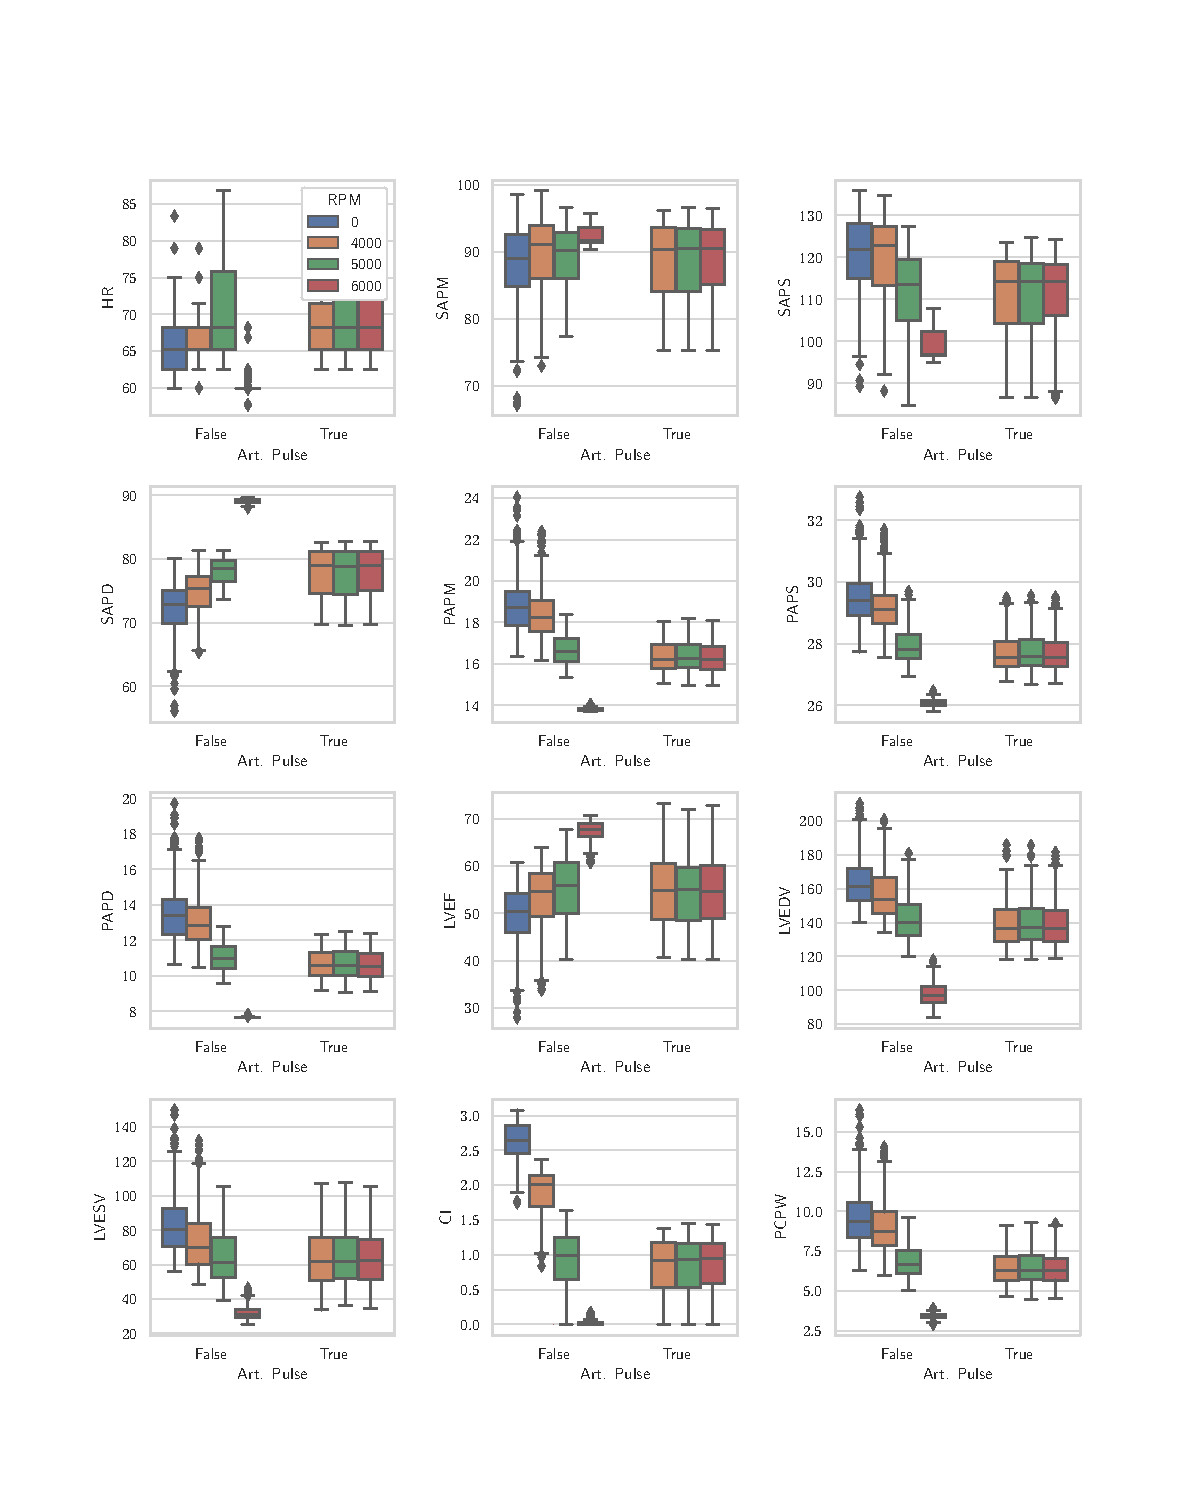 RPM
0
4000
5000
6000
85
80
75
70
65
60
HR
False True
Art. Pulse
100
90
80
70
SAPM
False True
Art. Pulse
130
120
110
100
90
SAPS
False True
Art. Pulse
90
80
70
60
SAPD
False True
Art. Pulse
24
22
20
18
16
14
PAPM
False True
Art. Pulse
32
30
28
26
PAPS
False True
Art. Pulse
20
18
16
14
12
10
8
PAPD
False True
Art. Pulse
70
60
50
40
30
LVEF
False True
Art. Pulse
200
180
160
140
120
100
80
LVEDV
False True
Art. Pulse
140
120
100
80
60
40
20
LVESV
False True
Art. Pulse
3.0
2.5
2.0
1.5
1.0
0.5
0.0
CI
False True
Art. Pulse
15.0
12.5
10.0
7.5
5.0
2.5
PCPW
False True
Art. Pulse